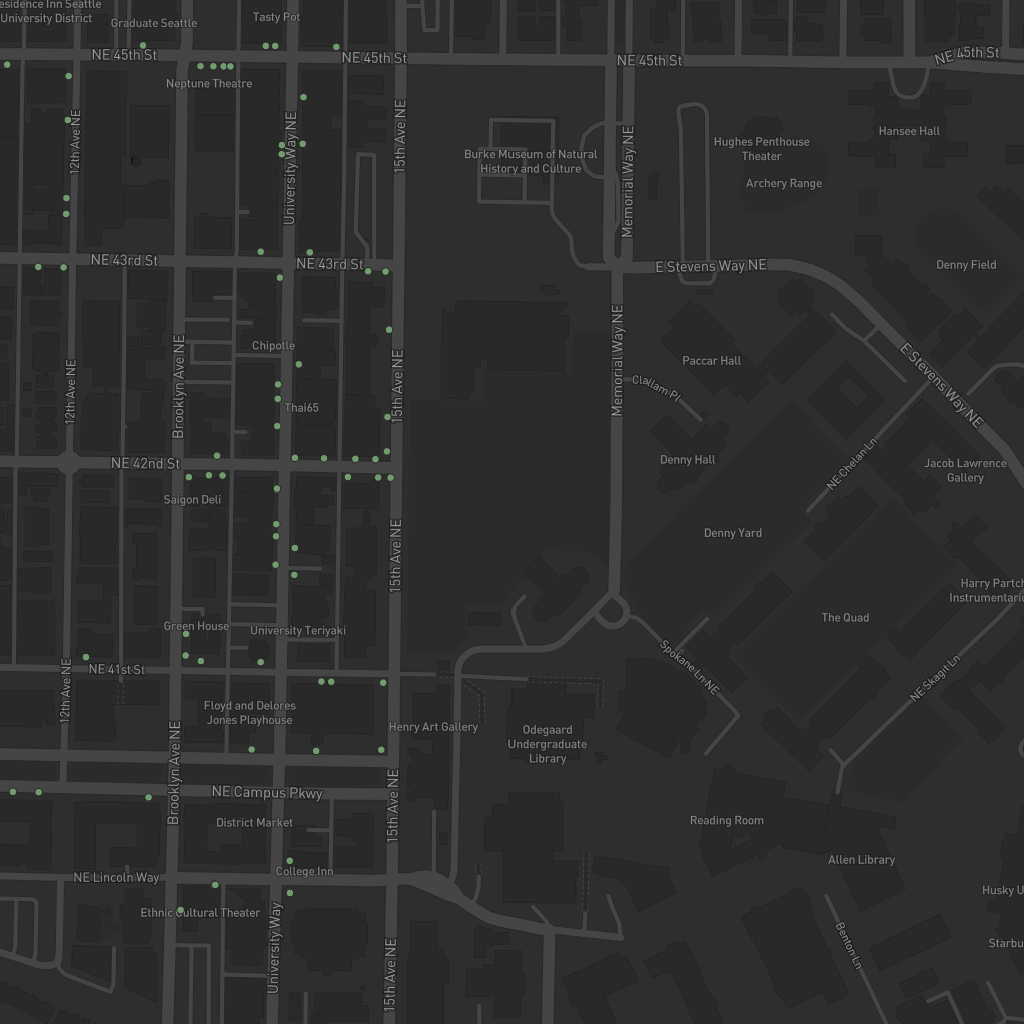 Residence Inn Seattle
University District
Graduate Seattle
Tasty Pot
NE 45th St
NE 45th St
NE 45th St
NE 45th St
Neptune Theatre
12th Ave NE
University Way NE
15th Ave NE
Memorial Way NE
Burke Museum of Natural
History and Culture
Hughes Penthouse
Theater
Archery Range
Hansee Hall
NE 43rd St
NE 43rd St
E Stevens Way NE
Denny Field
Chipotle
Brooklyn Ave NE
12th Ave NE
15th Ave NE
Memorial Way NE
Paccar Hall
Clallam Pl
E Stevens Way NE
Thai65
NE 42nd St
Denny Hall
NE Chelan Ln
Jacob Lawrence
Gallery
Saigon Deli
15th Ave NE
Denny Yard
Harry Partch
The Quad
Green House
University Teriyaki
NE 41st St
12th Ave NE
Spokane Ln NE
NE Skagit Ln
Floyd and Delores
Jones Playhouse
Henry Art Gallery
Odegaard
Undergraduate
Library
Brooklyn Ave NE
NE Campus Pkwy
15th Ave NE
District Market
Reading Room
Allen Library
College Inn
NE Lincoln Way
Ethnic Cultural Theater
University Way
15th Ave NE
Benton Ln
Husky